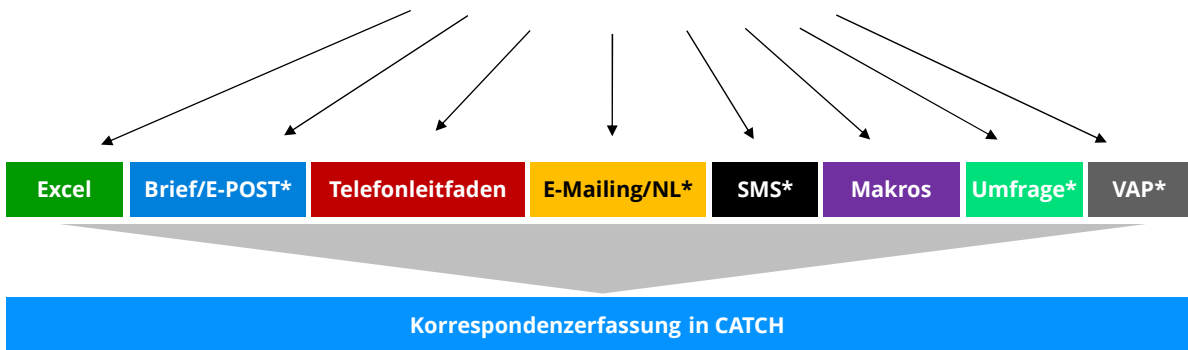 Excel
Brief/E-POST*
Telefonleitfaden
E-Mailing/NL*
SMS*
Makros
Umfrage*
VAP*
Korrespondenzerfassung in CATCH